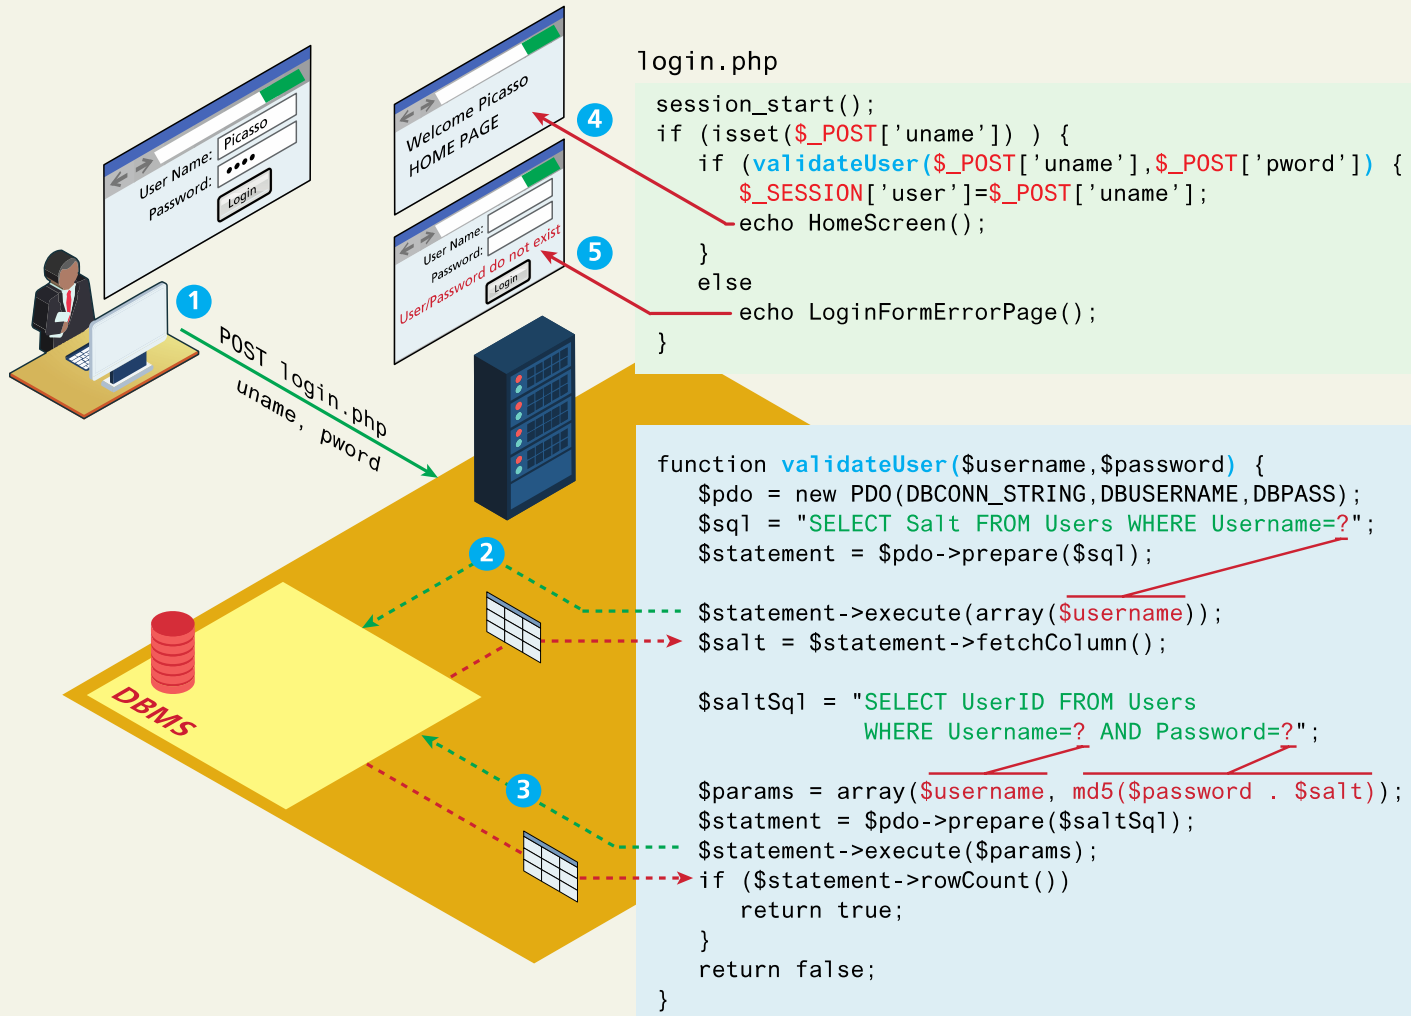 User Name: Picasso
Password: ••••
Login
1
POST login.php
uname, pword
Welcome Picasso
HOME PAGE
4
User Name:
Password:
User/Password do not exist
Login
5
login.php
session_start();
if (isset($_POST['uname']) ) {
if (validateUser($_POST['uname'],$_POST['pword']) {
$_SESSION['user']=$_POST['uname'];
echo HomeScreen();
}
else
echo LoginFormErrorPage();
}
2
DBMS
3
function validateUser($username,$password) {
$pdo = new PDO(DBCONN_STRING,DBUSERNAME,DBPASS);
$sql = "SELECT Salt FROM Users WHERE Username=?";
$statement = $pdo->prepare($sql);
$statement->execute(array($username));
$salt = $statement->fetchColumn();
$saltSql = "SELECT UserID FROM Users
WHERE Username=? AND Password=?";
$params = array($username, md5($password . $salt));
$statment = $pdo->prepare($saltSql);
$statement->execute($params);
if ($statement->rowCount())
return true;
}
return false;
}